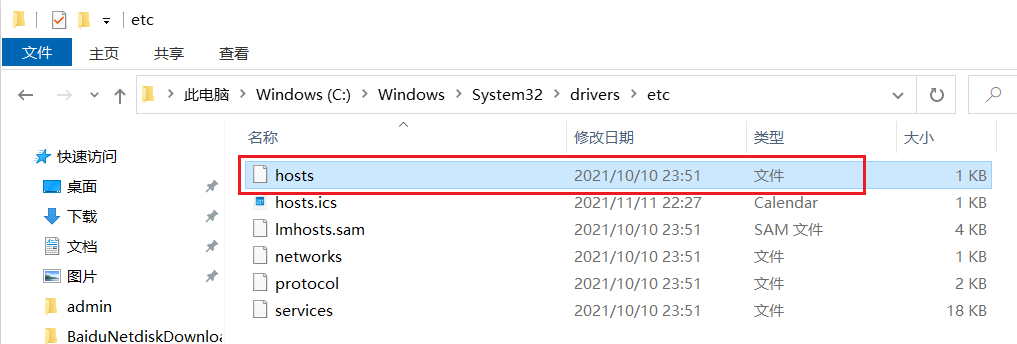 etc
文件 主页 共享 查看
此电脑 Windows (C:) Windows System32 drivers etc
名称 修改日期 类型 大小
快速访问
桌面
下载
文档
图片
admin
BaiduNetdiskDownloa
hosts 2021/10/10 23:51 文件 1 KB
hosts.ics 2021/11/11 22:27 Calendar 1 KB
lmhosts.sam 2021/10/10 23:51 SAM 文件 4 KB
networks 2021/10/10 23:51 文件 1 KB
protocol 2021/10/10 23:51 文件 2 KB
services 2021/10/10 23:51 文件 18 KB